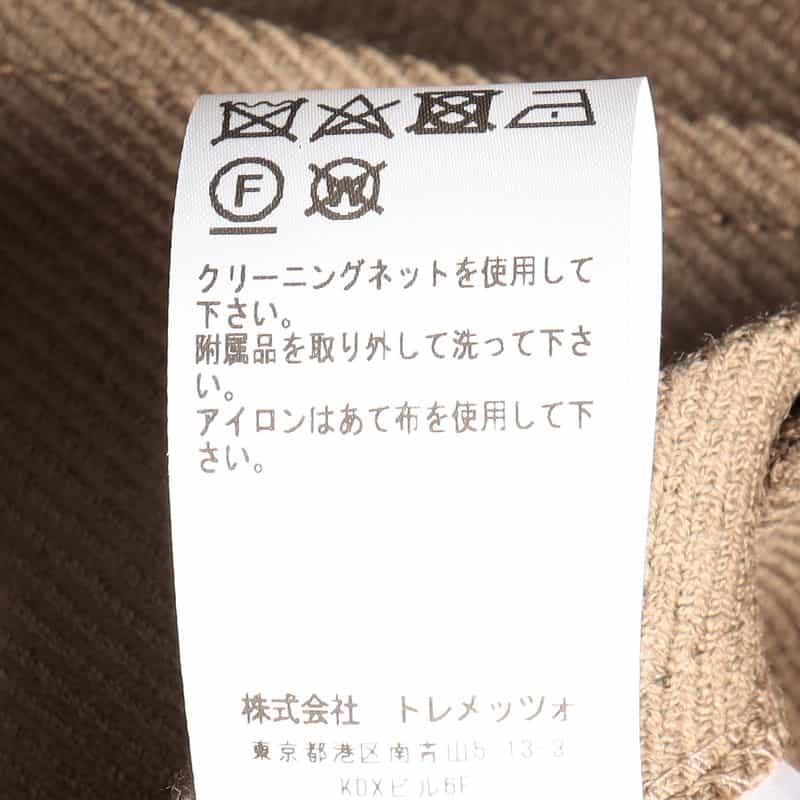 F W
クリーニングネットを使用して
下さい。
附属品を取り外して洗って下さ
い。
アイロンはあて布を使用して下
さい。
株式会社 トレメッツォ
東京都港区南青山5-13-3
KDXビル6F